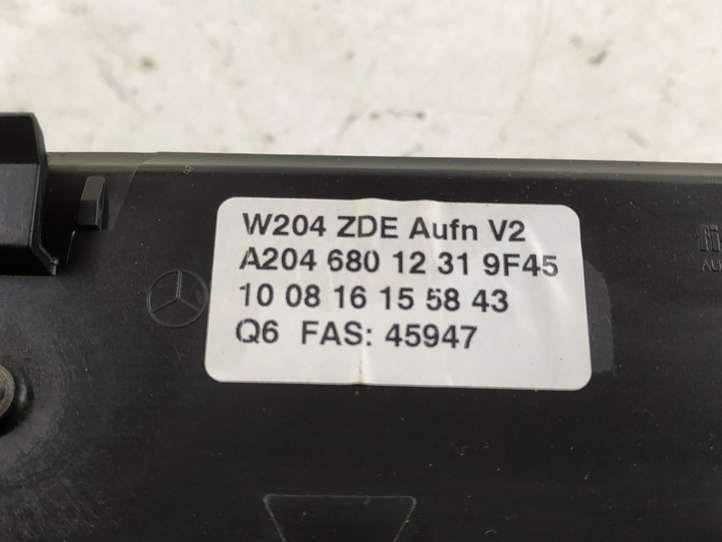 W204 ZDE Aufn V2
A204 680 12 31 9F45
10 08 16 15 58 43
Q6 FAS: 45947